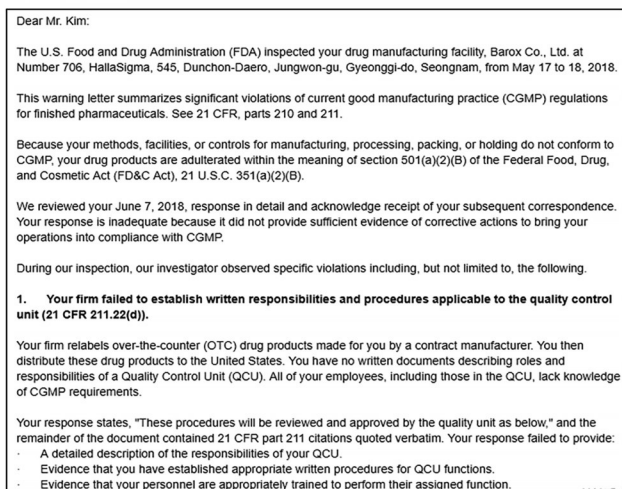 Dear Mr. Kim:
The U.S. Food and Drug Administration (FDA) inspected your drug manufacturing facility, Barox Co., Ltd. at
Number 706, HallaSigma, 545, Dunchon-Daero, Jungwon-gu, Gyeonggi-do, Seongnam, from May 17 to 18, 2018.
This warning letter summarizes significant violations of current good manufacturing practice (CGMP) regulations
for finished pharmaceuticals. See 21 CFR, parts 210 and 211.
Because your methods, facilities, or controls for manufacturing, processing, packing, or holding do not conform to
CGMP, your drug products are adulterated within the meaning of section 501(a)(2)(B) of the Federal Food, Drug,
and Cosmetic Act (FD&C Act), 21 U.S.C. 351(a)(2)(B).
We reviewed your June 7, 2018, response in detail and acknowledge receipt of your subsequent correspondence.
Your response is inadequate because it did not provide sufficient evidence of corrective actions to bring your
operations into compliance with CGMP.
During our inspection, our investigator observed specific violations including, but not limited to, the following.
1. Your firm failed to establish written responsibilities and procedures applicable to the quality control
unit (21 CFR 211.22(d)).
Your firm relabels over-the-counter (OTC) drug products made for you by a contract manufacturer. You then
distribute these drug products to the United States. You have no written documents describing roles and
responsibilities of a Quality Control Unit (QCU). All of your employees, including those in the QCU, lack knowledge
of CGMP requirements.
Your response states, "These procedures will be reviewed and approved by the quality unit as below," and the
remainder of the document contained 21 CFR part 211 citations quoted verbatim. Your response failed to provide:
· A detailed description of the responsibilities of your QCU.
· Evidence that you have established appropriate written procedures for QCU functions.
· Evidence that your personnel are appropriately trained to perform their assigned function.